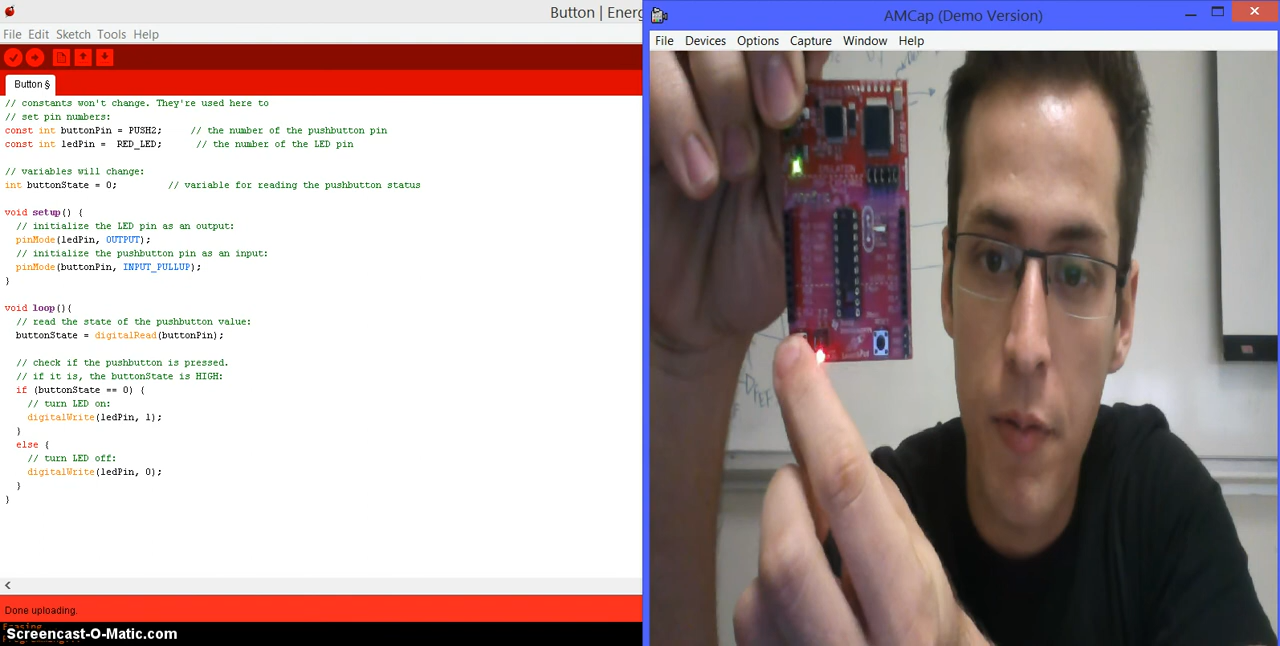 Button | Energ
File Edit Sketch Tools Help
Button §
// constants won't change. They're used here to
// set pin numbers:
const int buttonPin = PUSH2;     // the number of the pushbutton pin
const int ledPin =  RED_LED;      // the number of the LED pin
// variables will change:
int buttonState = 0;         // variable for reading the pushbutton status
void setup() {
  // initialize the LED pin as an output:
  pinMode(ledPin, OUTPUT);
  // initialize the pushbutton pin as an input:
  pinMode(buttonPin, INPUT_PULLUP);
}
void loop(){
  // read the state of the pushbutton value:
  buttonState = digitalRead(buttonPin);
  // check if the pushbutton is pressed.
  // if it is, the buttonState is HIGH:
  if (buttonState == 0) {
    // turn LED on:
    digitalWrite(ledPin, 1);
  }
  else {
    // turn LED off:
    digitalWrite(ledPin, 0);
  }
}
Done uploading.
Screencast-O-Matic.com
AMCap (Demo Version)
File Devices Options Capture Window Help
EMULATION